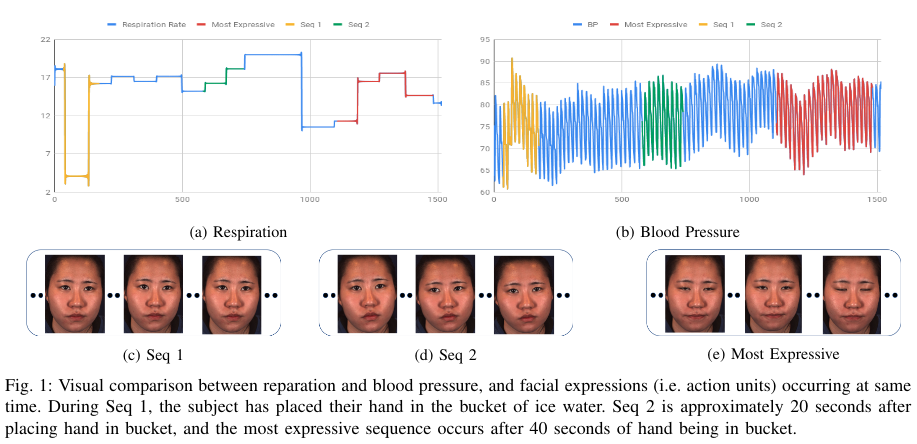 Respiration Rate Most Expressive Seq 1 Seq 2
22
17
12
7
2
0 500 1000 1500
(a) Respiration
BP Most Expressive Seq 1 Seq 2
95
90
85
80
75
70
65
60
0 500 1000 1500
(b) Blood Pressure
(c) Seq 1
(d) Seq 2
(e) Most Expressive
Fig. 1: Visual comparison between reparation and blood pressure, and facial expressions (i.e. action units) occurring at same
time. During Seq 1, the subject has placed their hand in the bucket of ice water. Seq 2 is approximately 20 seconds after
placing hand in bucket, and the most expressive sequence occurs after 40 seconds of hand being in bucket.